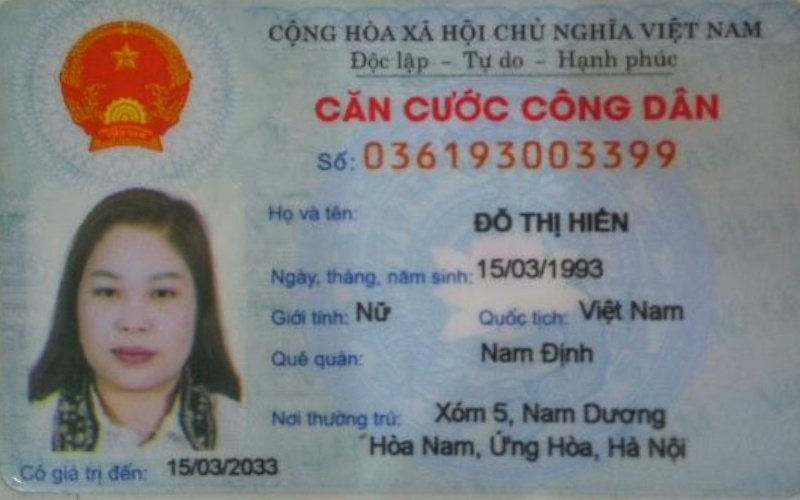 CỘNG HÒA XÃ HỘI CHỦ NGHĨA VIỆT NAM
Độc lập - Tự do - Hạnh phúc
CĂN CƯỚC CÔNG DÂN
Số: 036193003399
Họ và tên: ĐỖ THỊ HIỀN
Ngày, tháng, năm sinh: 15/03/1993
Giới tính: Nữ Quốc tịch: Việt Nam
Quê quán: Nam Định
Nơi thường trú: Xóm 5, Nam Dương
Hòa Nam, Ứng Hòa, Hà Nội
Có giá trị đến: 15/03/2033